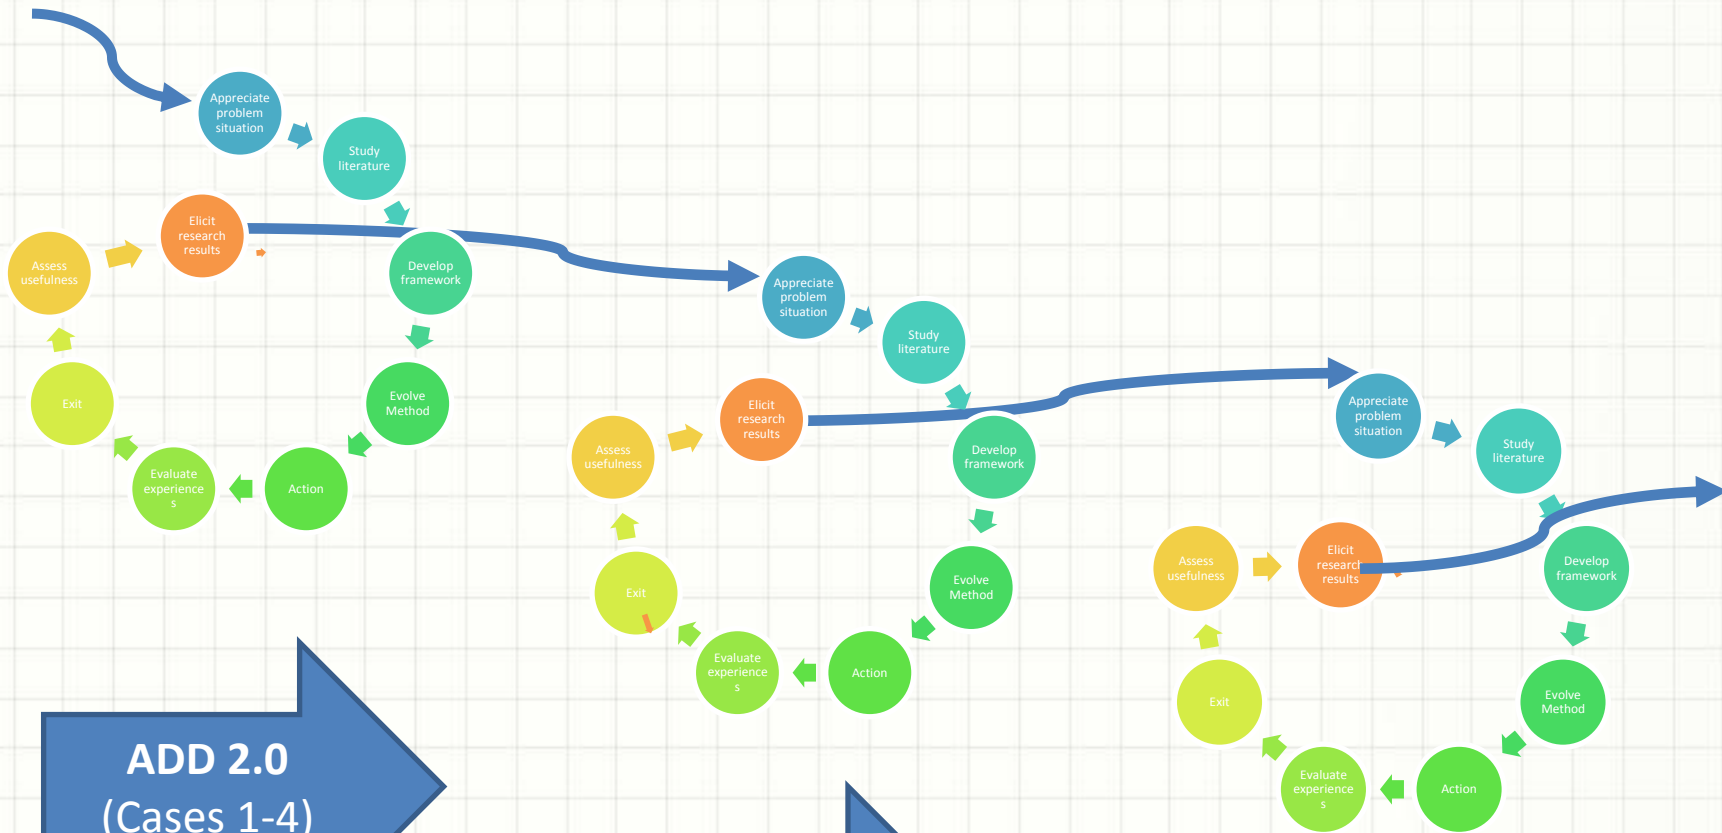 Appreciate
problem
situation
Study
literature
Develop
framework
Evolve
Method
Action
Evaluate
experience
s
Exit
Assess
usefulness
Elicit
research
results
Appreciate
problem
situation
Study
literature
Develop
framework
Evolve
Method
Action
Evaluate
experience
s
Exit
Assess
usefulness
Elicit
research
results
Appreciate
problem
situation
Study
literature
Develop
framework
Evolve
Method
Action
Evaluate
experience
s
Exit
Assess
usefulness
Elicit
research
results
ADD 2.0
(Cases 1-4)